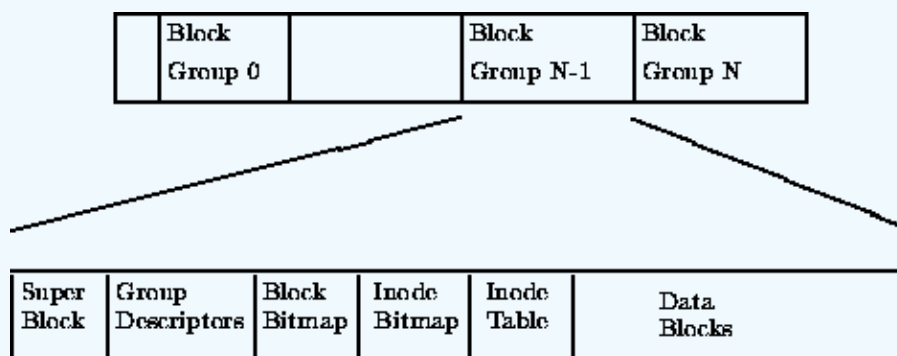 Block
Group 0
Block
Group N-1
Block
Group N
Super
Block
Group
Descriptors
Block
Bitmap
Inode
Bitmap
Inode
Table
Data
Blocks